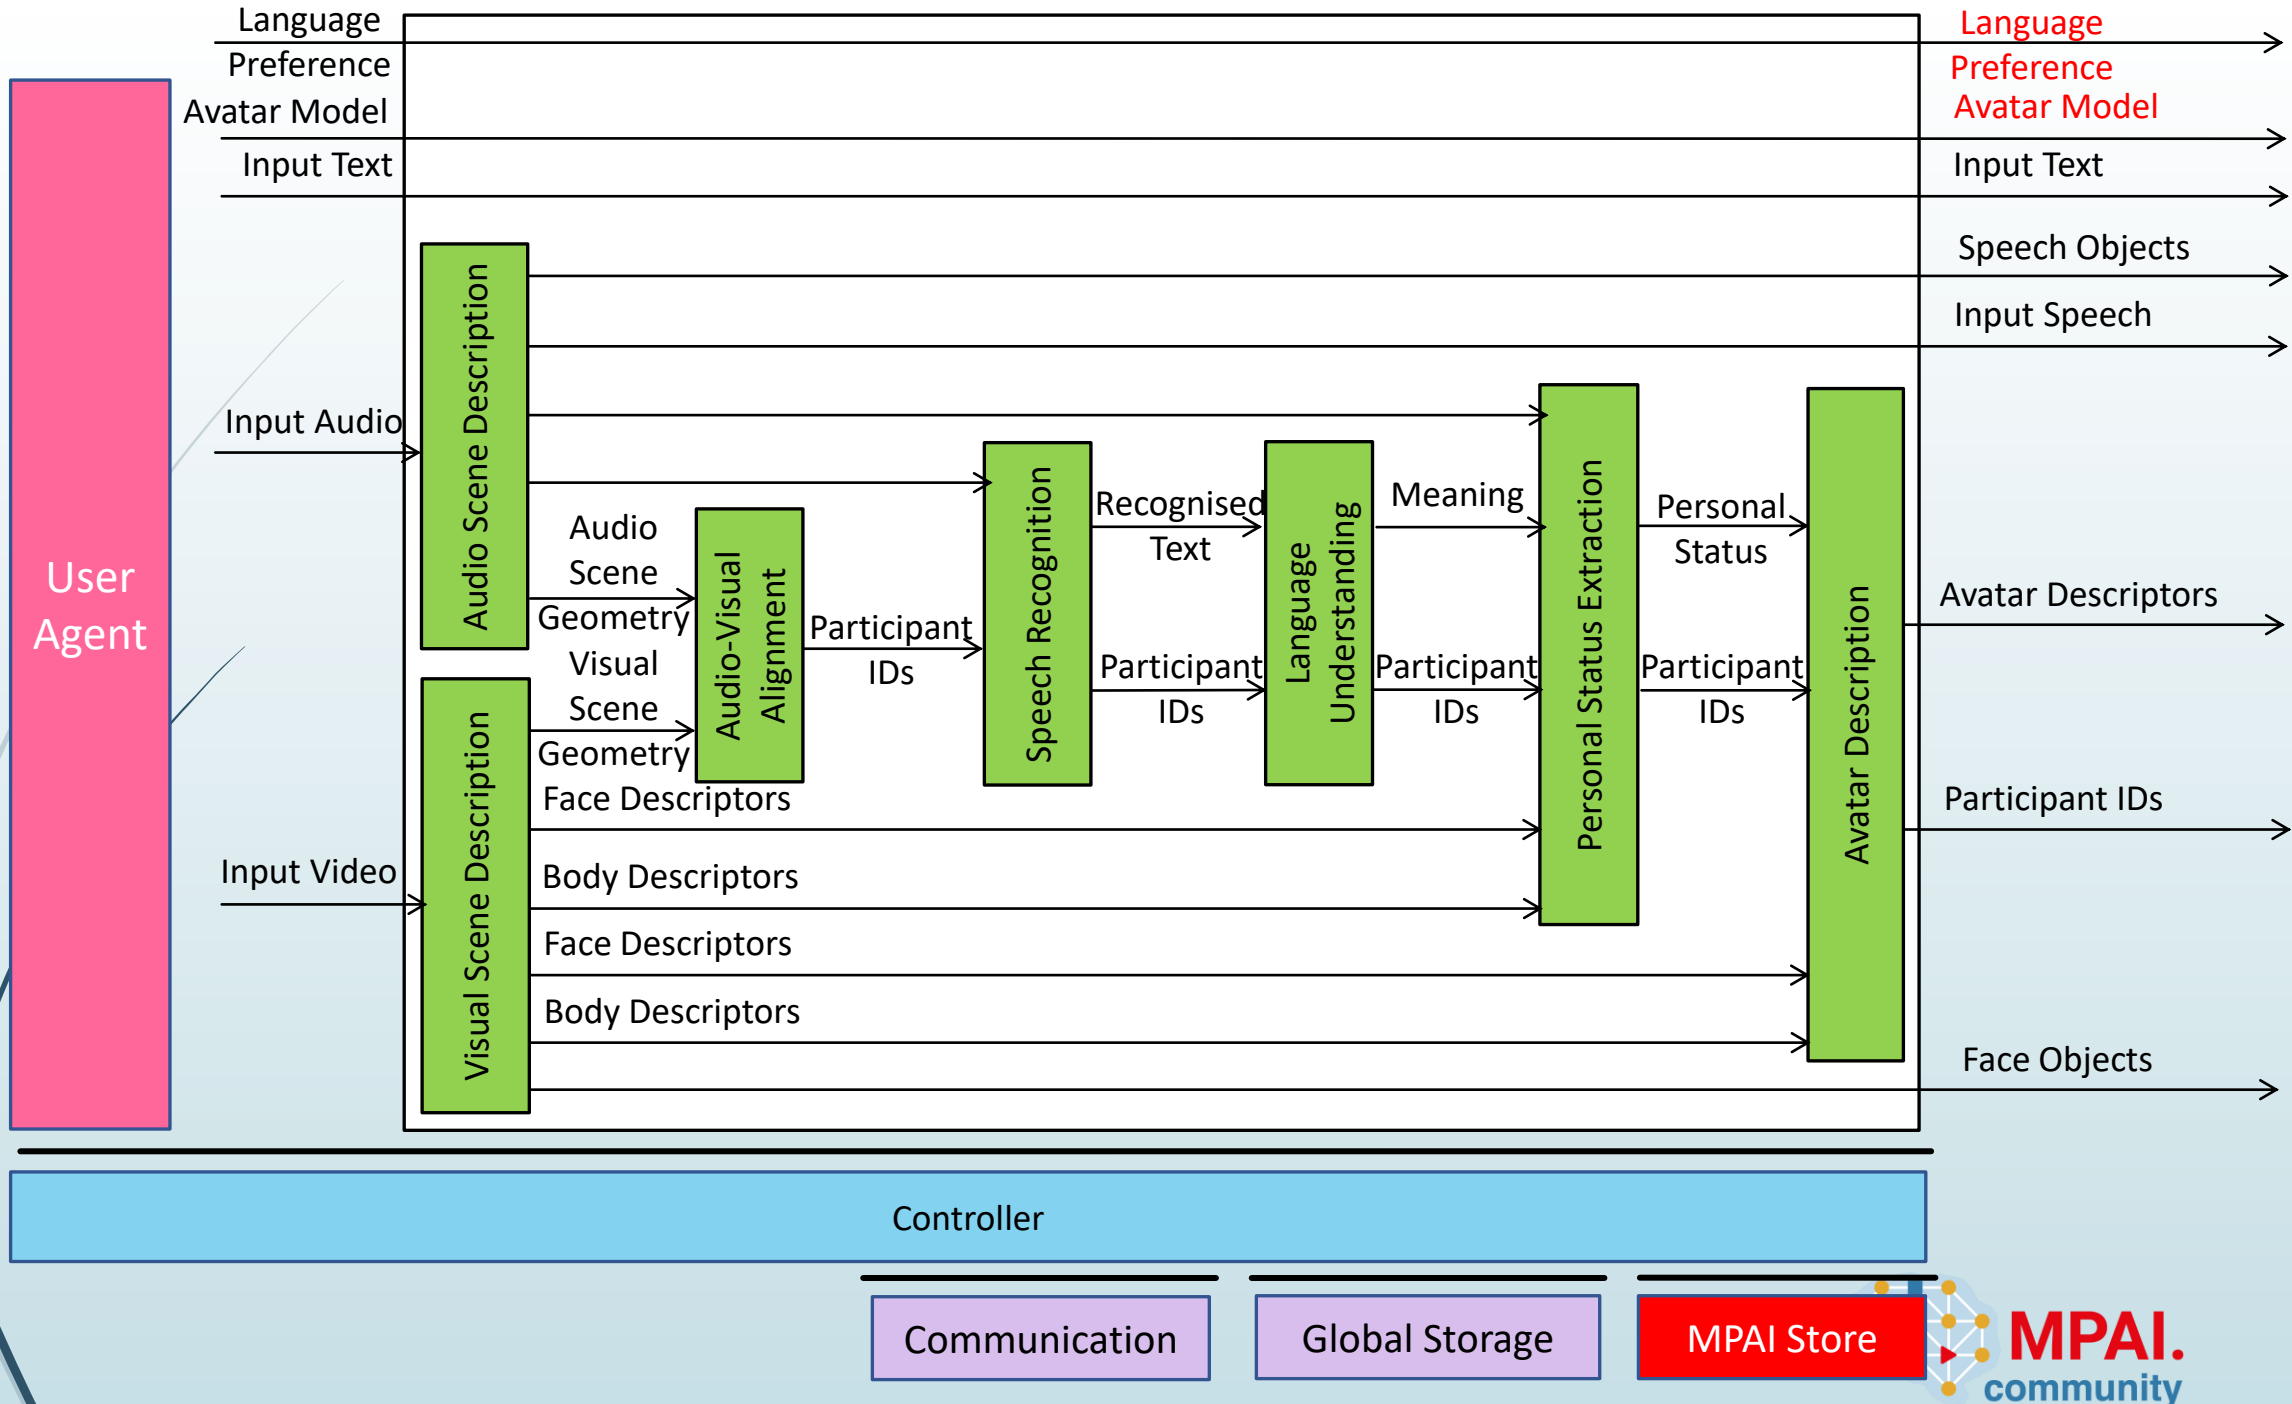 Language
Preference
Avatar Model
Input Text
Input Audio
Input Video
User
Agent
Audio Scene Description
Visual Scene Description
Audio
Scene
Geometry
Visual
Scene
Geometry
Face Descriptors
Body Descriptors
Face Descriptors
Body Descriptors
Audio-Visual
Alignment
Participant
IDs
Speech Recognition
Recognised
Text
Participant
IDs
Language
Understanding
Meaning
Participant
IDs
Personal Status Extraction
Personal
Status
Participant
IDs
Avatar Description
Language
Preference
Avatar Model
Input Text
Speech Objects
Input Speech
Avatar Descriptors
Participant IDs
Face Objects
Controller
Communication
Global Storage
MPAI Store
MPAI.
community